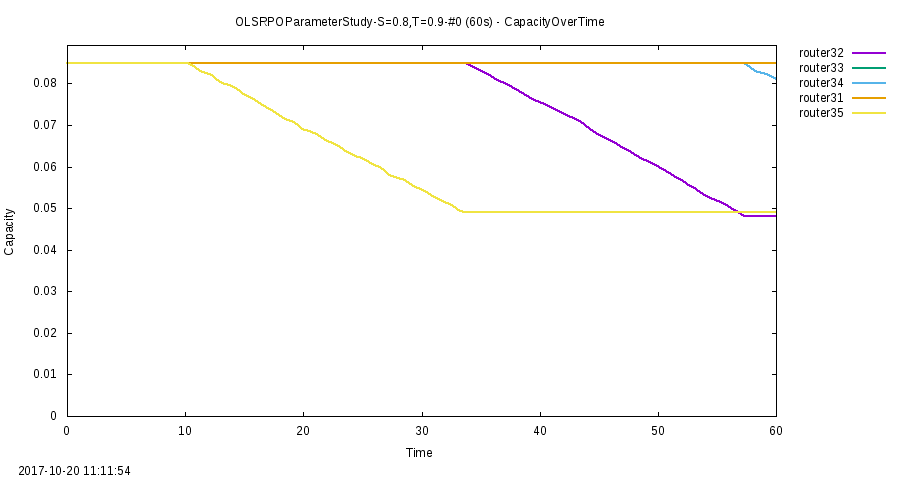 OLSRPOParameterStudy-S=0.8,T=0.9-#0 (60s) - CapacityOverTime
router32
router33
router34
router31
router35
0.08
0.07
0.06
0.05
0.04
0.03
0.02
0.01
0
Capacity
0 10 20 30 40 50 60
Time
2017-10-20 11:11:54